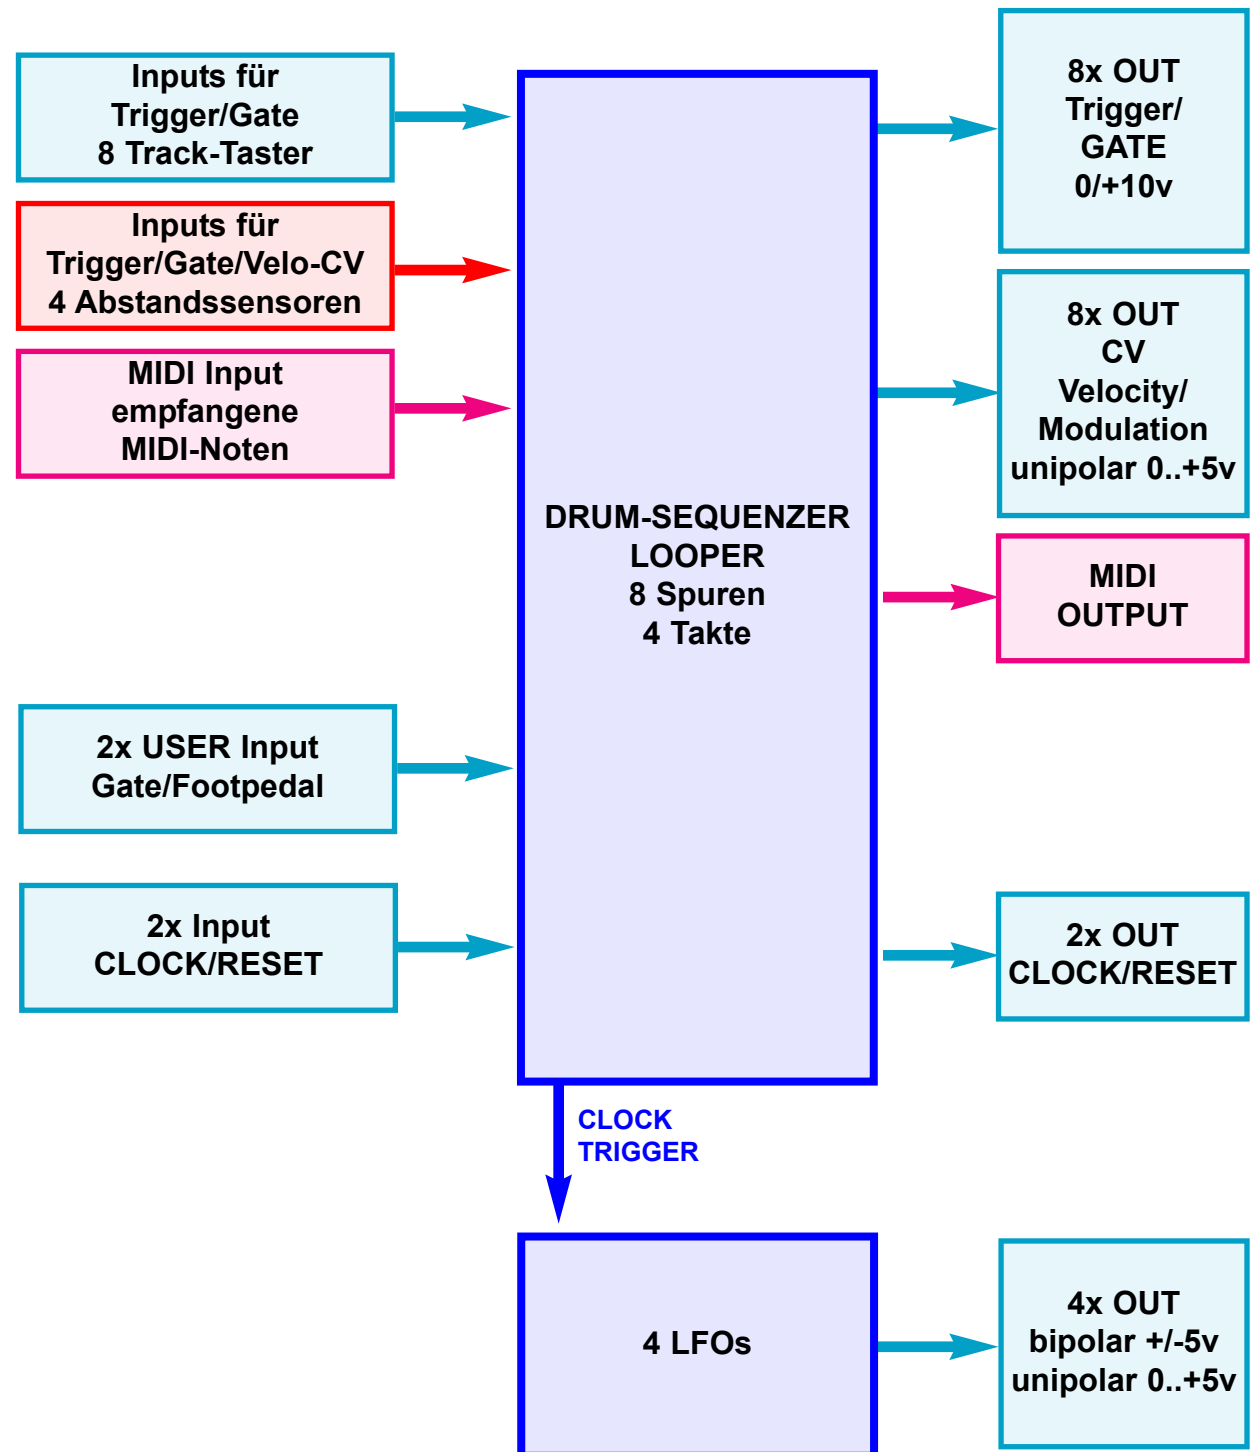 Inputs für
Trigger/Gate
8 Track-Taster
Inputs für
Trigger/Gate/Velo-CV
4 Abstandssensoren
MIDI Input
empfangene
MIDI-Noten
2x USER Input
Gate/Footpedal
2x Input
CLOCK/RESET
DRUM-SEQUENZER
LOOPER
8 Spuren
4 Takte
CLOCK
TRIGGER
4 LFOs
8x OUT
Trigger/
GATE
0/+10v
8x OUT
CV
Velocity/
Modulation
unipolar 0..+5v
MIDI
OUTPUT
2x OUT
CLOCK/RESET
4x OUT
bipolar +/-5v
unipolar 0..+5v